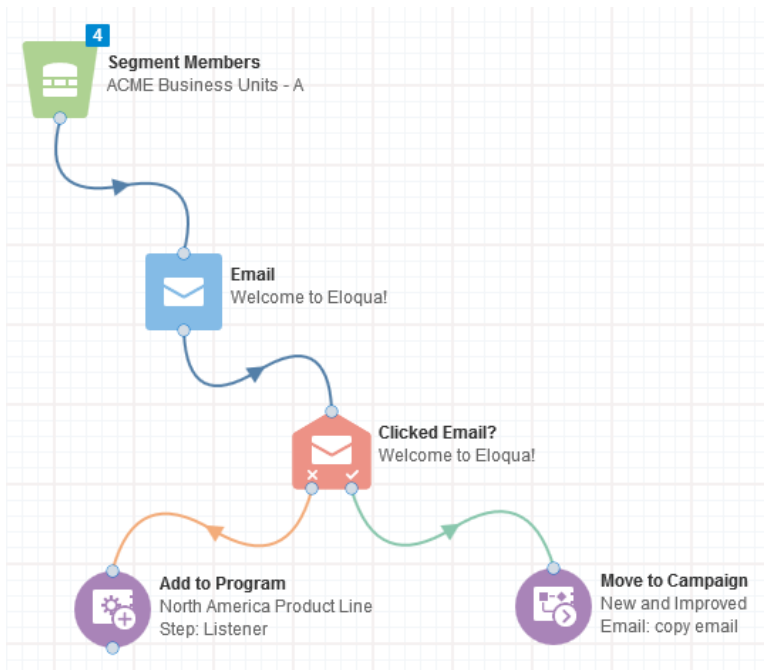 4
Segment Members
ACME Business Units - A
Email
Welcome to Eloqua!
Clicked Email?
Welcome to Eloqua!
Add to Program
North America Product Line
Step: Listener
Move to Campaign
New and Improved
Email: copy email